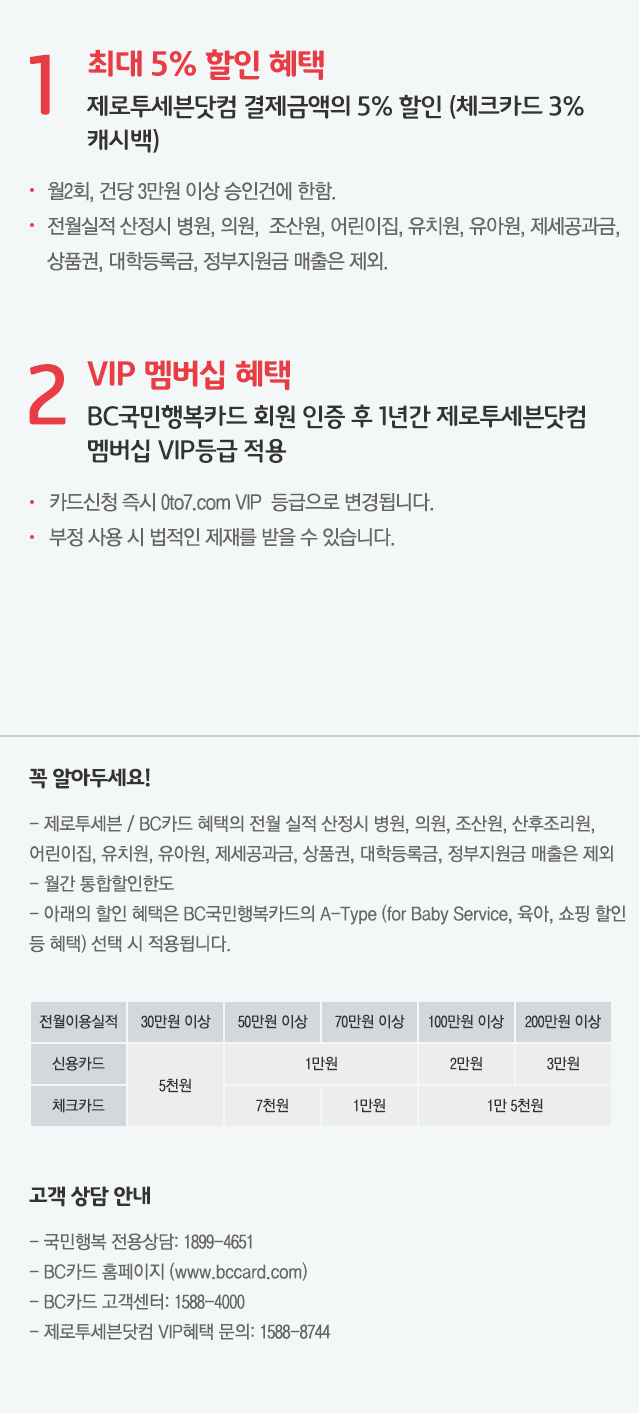 1
최대 5% 할인 혜택
제로투세븐닷컴 결제금액의 5% 할인 (체크카드 3%
캐시백)
• 월2회, 건당 3만원 이상 승인건에 한함.
• 전월실적 산정시 병원, 의원, 조산원, 어린이집, 유치원, 유아원, 제세공과금,
상품권, 대학등록금, 정부지원금 매출은 제외.
2
VIP 멤버십 혜택
BC국민행복카드 회원 인증 후 1년간 제로투세븐닷컴
멤버십 VIP등급 적용
• 카드신청 즉시 0to7.com VIP 등급으로 변경됩니다.
• 부정 사용 시 법적인 제재를 받을 수 있습니다.
꼭 알아두세요!
- 제로투세븐 / BC카드 혜택의 전월 실적 산정시 병원, 의원, 조산원, 산후조리원,
어린이집, 유치원, 유아원, 제세공과금, 상품권, 대학등록금, 정부지원금 매출은 제외
- 월간 통합할인한도
- 아래의 할인 혜택은 BC국민행복카드의 A-Type (for Baby Service, 육아, 쇼핑 할인
등 혜택) 선택 시 적용됩니다.
전월이용실적 30만원 이상 50만원 이상 70만원 이상 100만원 이상 200만원 이상
신용카드 5천원 1만원 2만원 3만원
체크카드 7천원 1만원 1만 5천원
고객 상담 안내
- 국민행복 전용상담: 1899-4651
- BC카드 홈페이지 (www.bccard.com)
- BC카드 고객센터: 1588-4000
- 제로투세븐닷컴 VIP혜택 문의: 1588-8744